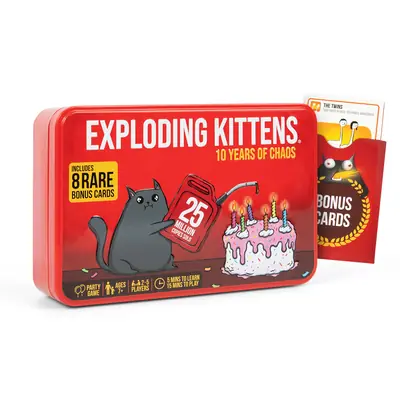 EXPLODING KITTENS®
10 YEARS OF CHAOS
INCLUDES
8 RARE
BONUS CARDS
25
MILLION
COPIES SOLD
PARTY
GAME
AGES
7+
2-5
PLAYERS
5 MINS TO LEARN
15 MINS TO PLAY
THE TWINS
BONUS
CARDS